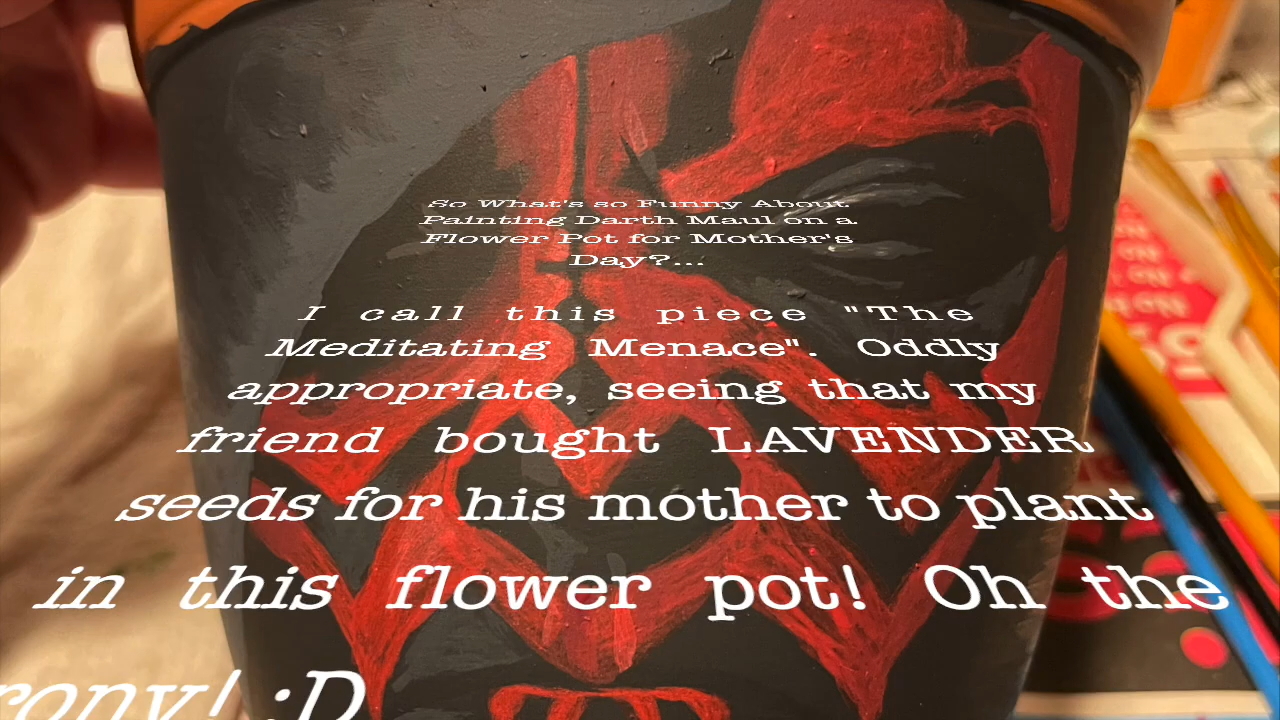 So What's so Funny About
Painting Darth Maul on a
Flower Pot for Mother's
Day?...
I call this piece "The
Meditating Menace". Oddly
appropriate, seeing that my
friend bought LAVENDER
seeds for his mother to plant
in this flower pot! Oh the
rony! :D